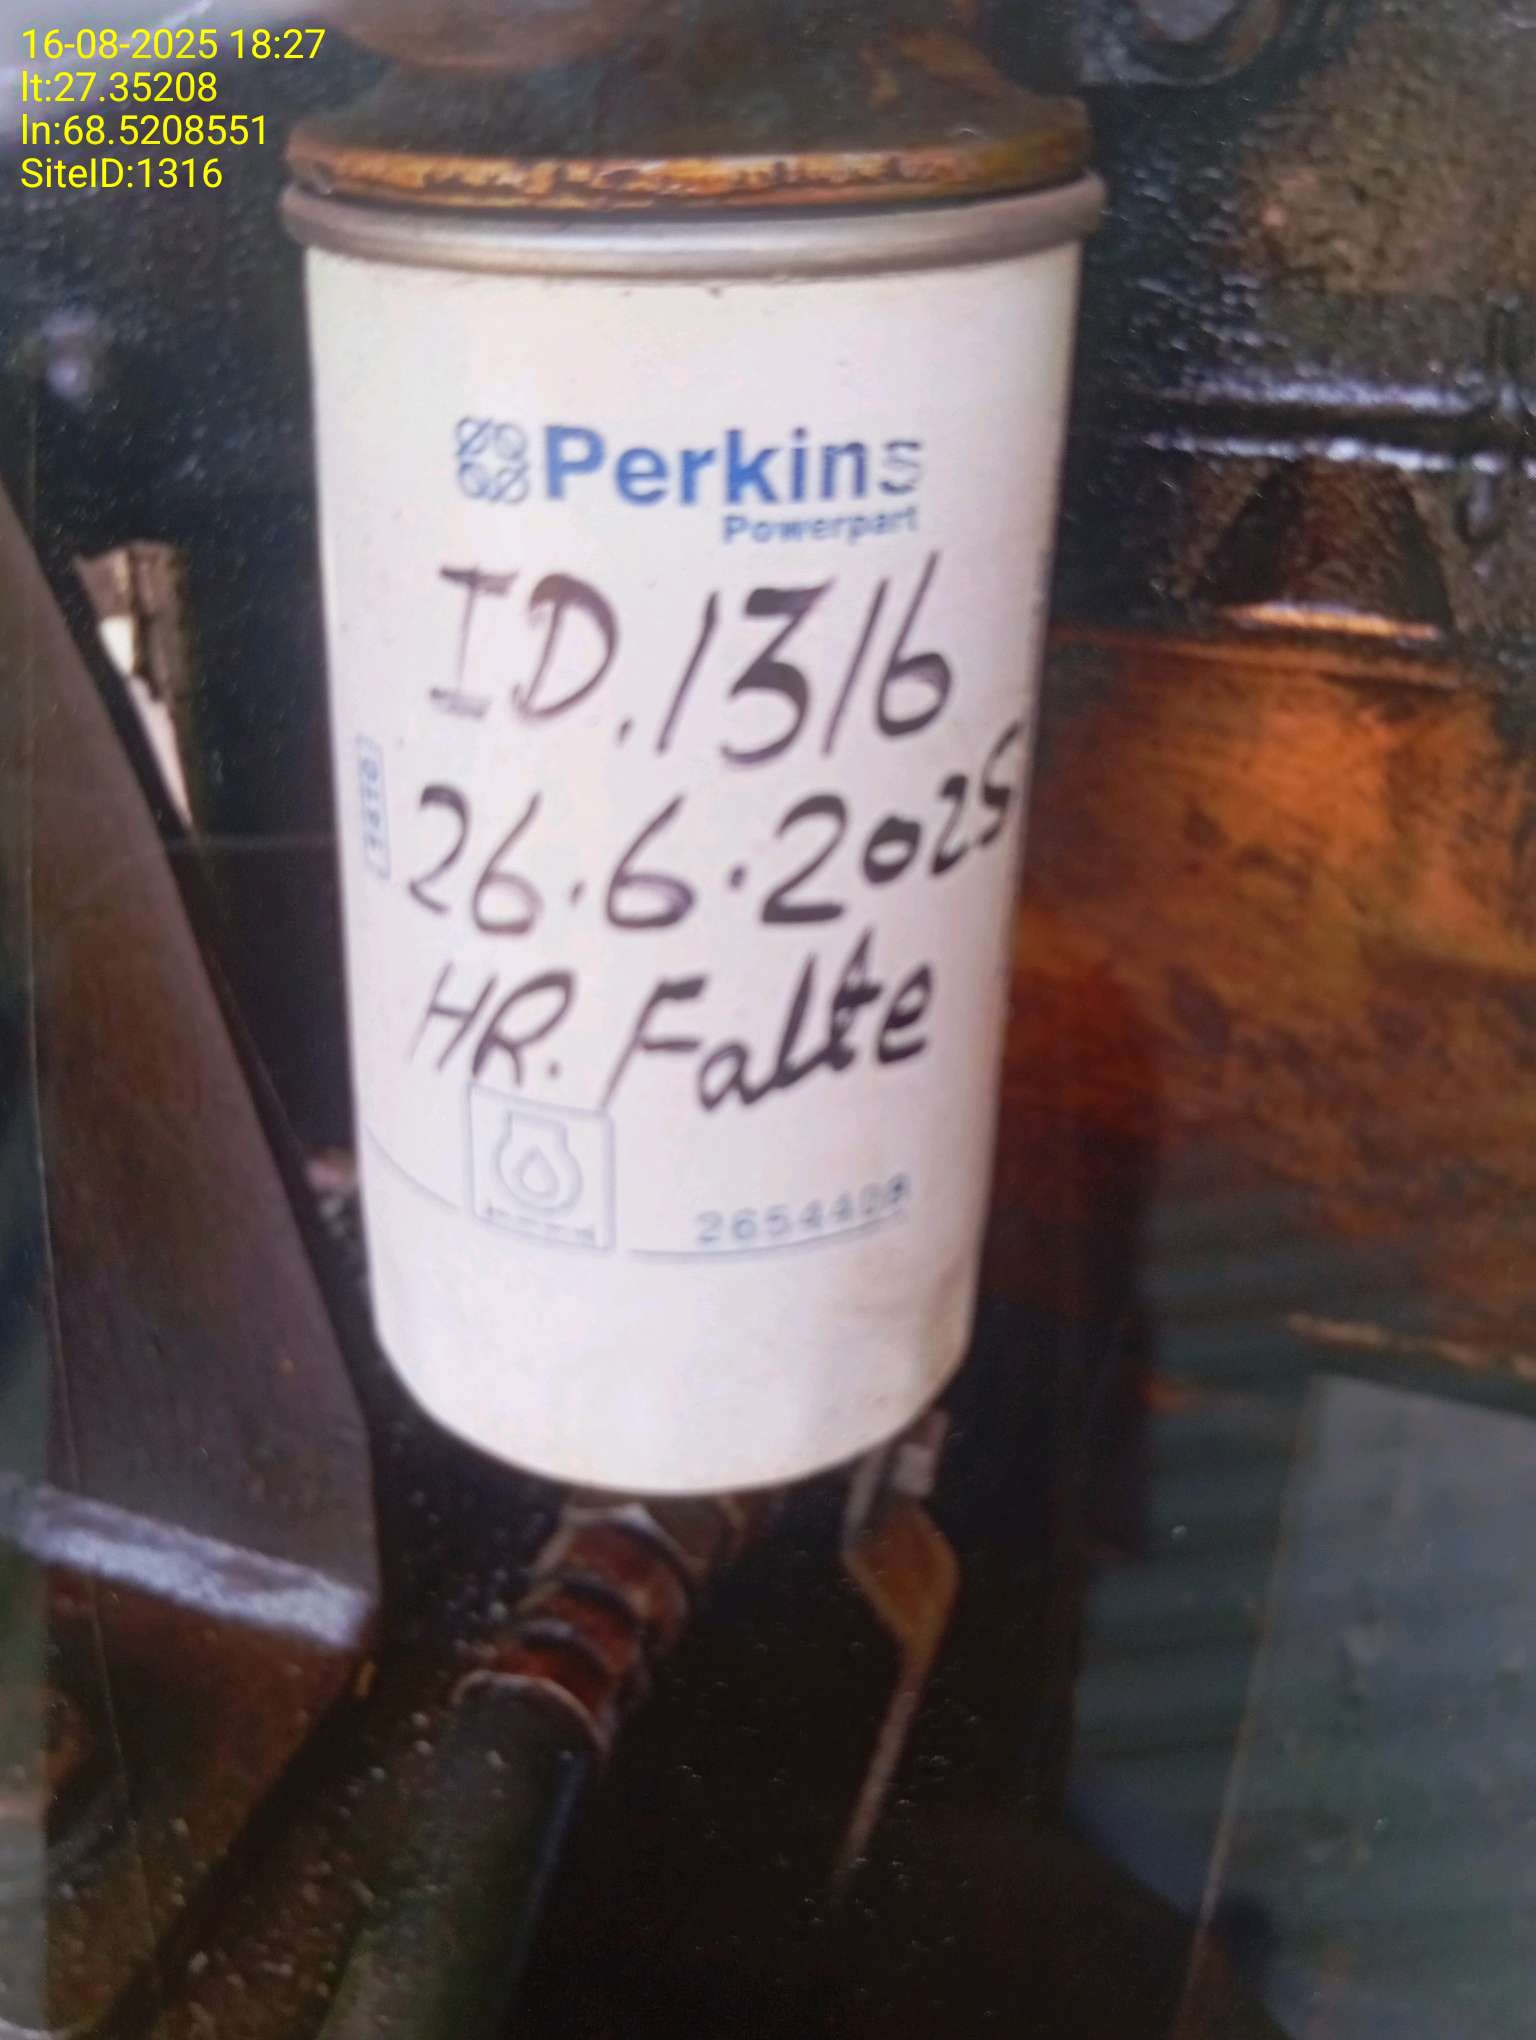 16-08-2025 18:27
lt:27.35208
ln:68.5208551
SiteID:1316
Perkins
Powerpart
ID.1316
26.6.2025
HR. Falte
2654408